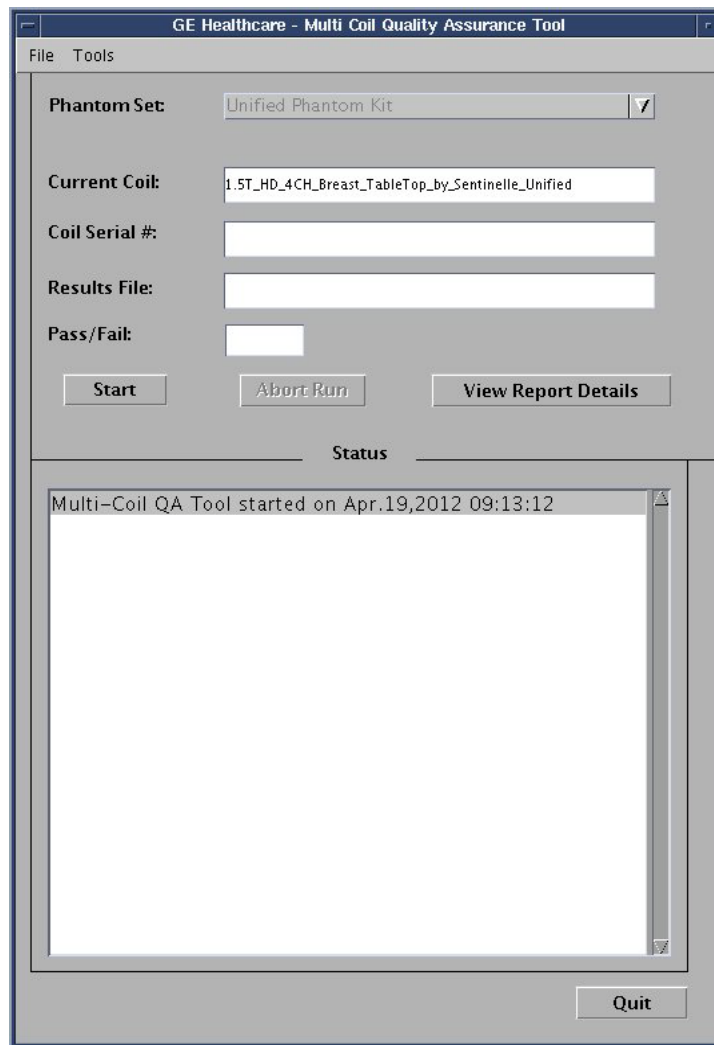 GE Healthcare - Multi Coil Quality Assurance Tool
File Tools
Phantom Set: Unified Phantom Kit
Current Coil: 1.5T_HD_4CH_Breast_TableTop_by_Sentinelle_Unified
Coil Serial #:
Results File:
Pass/Fail:
Start Abort Run View Report Details
Status
Multi-Coil QA Tool started on Apr.19,2012 09:13:12
Quit